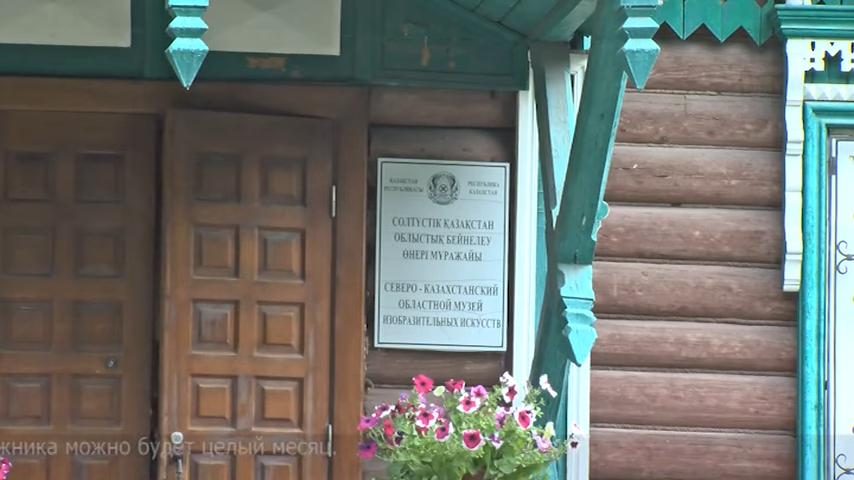 ҚАЗАҚСТАН РЕСПУБЛИКАСЫ
РЕСПУБЛИКА КАЗАХСТАН
СОЛТҮСТІК ҚАЗАҚСТАН
ОБЛЫСТЫҚ БЕЙНЕЛЕУ
ӨНЕРІ МҰРАЖАЙЫ
СЕВЕРО - КАЗАХСТАНСКИЙ
ОБЛАСТНОЙ МУЗЕЙ
ИЗОБРАЗИТЕЛЬНЫХ ИСКУССТВ
жника можно будет целый месяц.